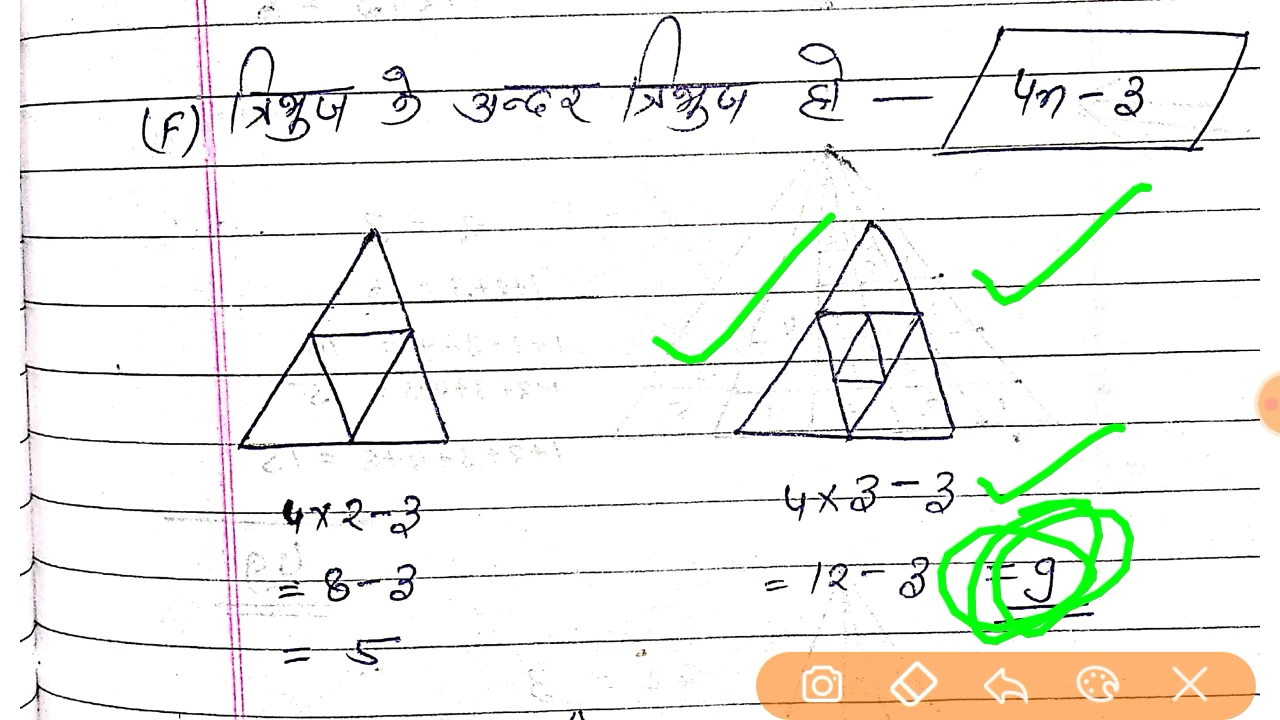 (F) त्रिभुज के अन्दर त्रिभुज हो — 4n - 3
4 × 2 - 3
= 8 - 3
= 5
4 × 3 - 3
= 12 - 3 = 9